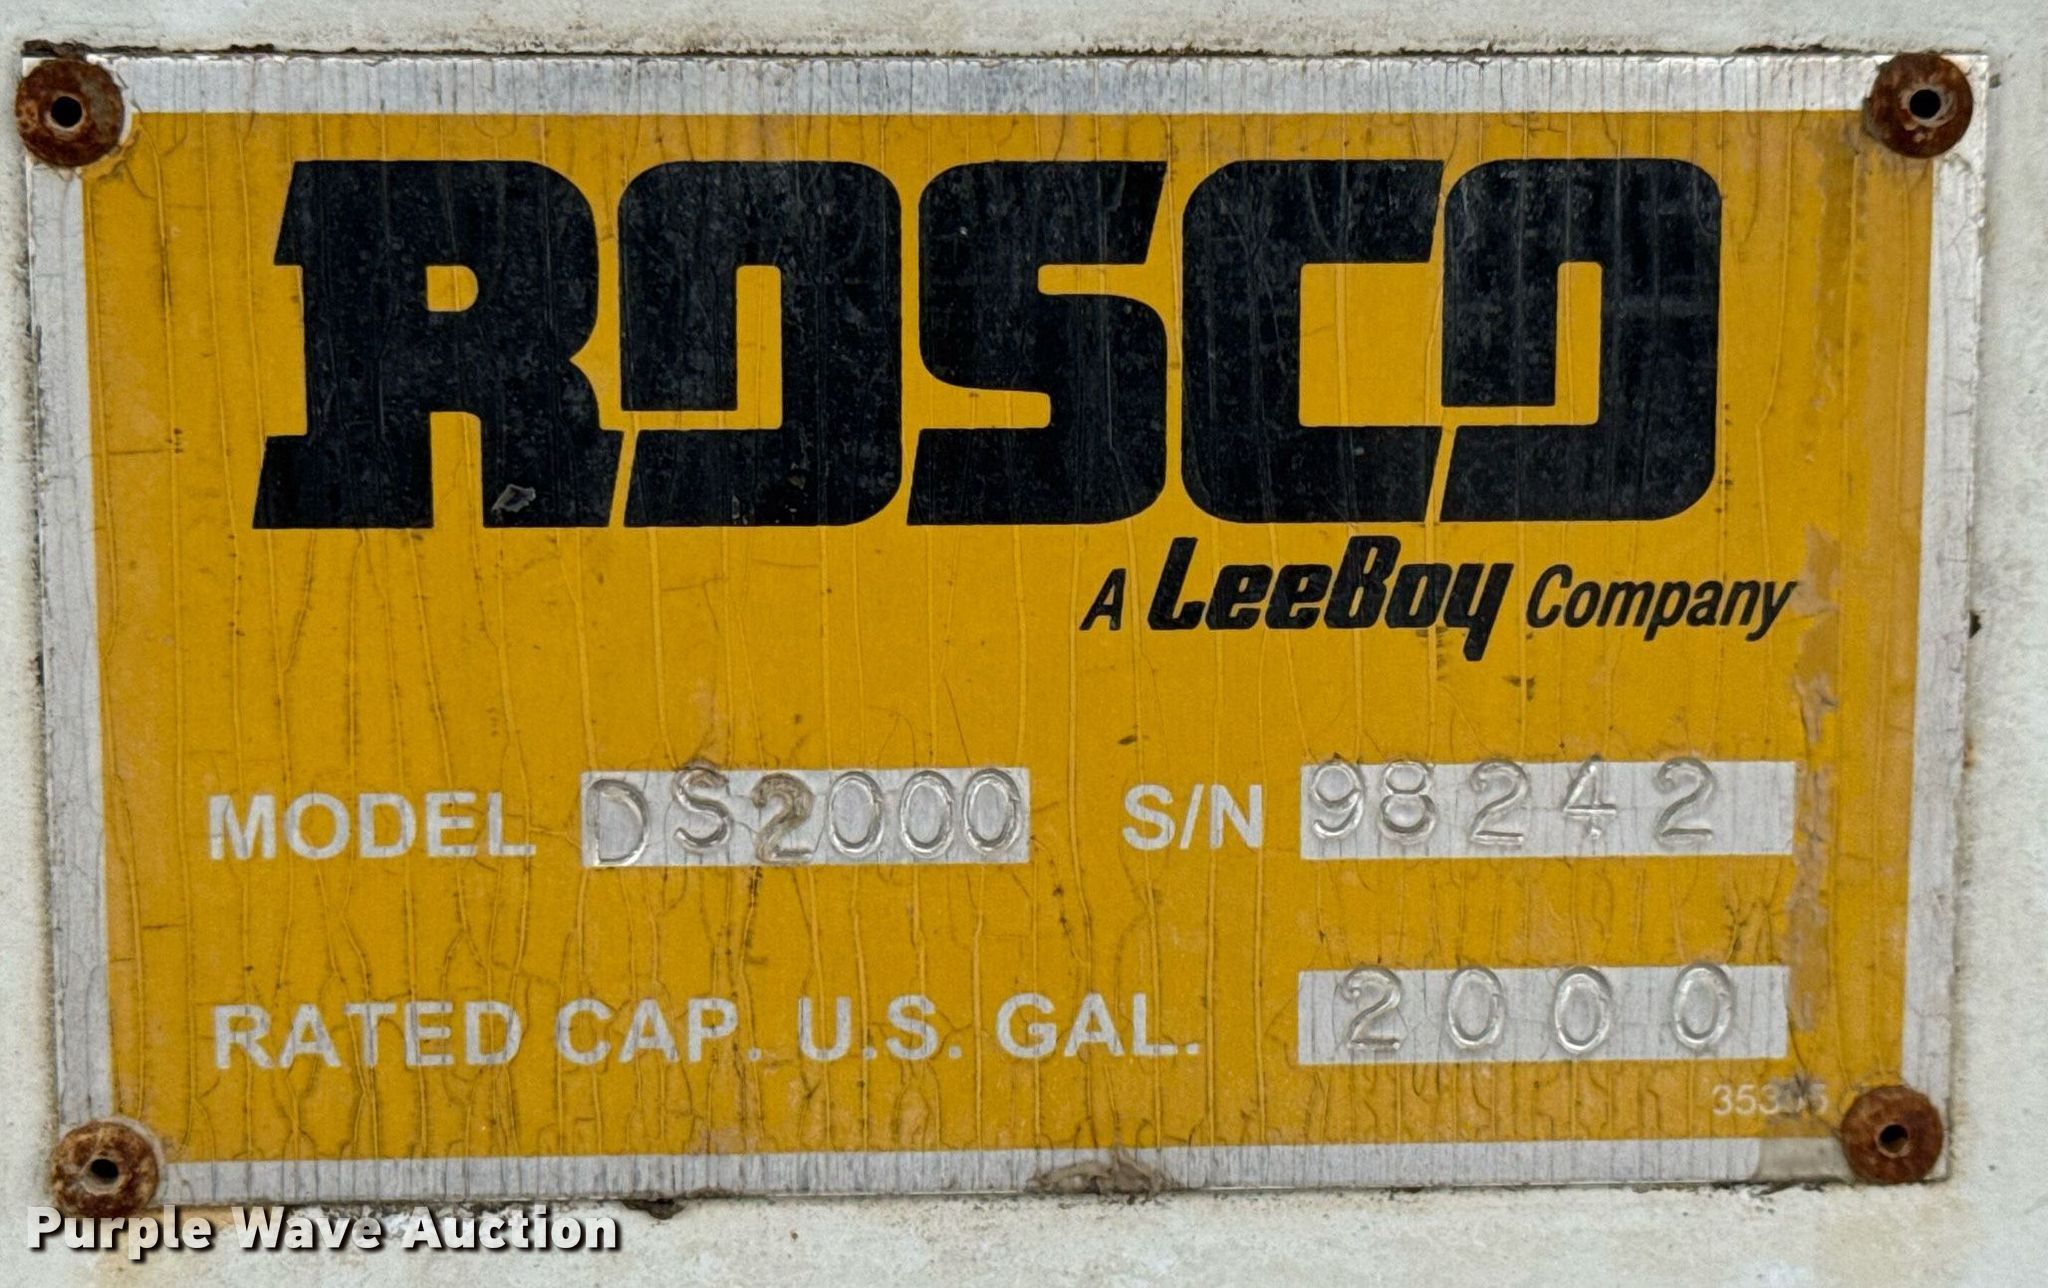 ROSCO
A LeeBoy Company
MODEL DS2000 S/N 98242
RATED CAP. U.S. GAL. 2000
Purple Wave Auction